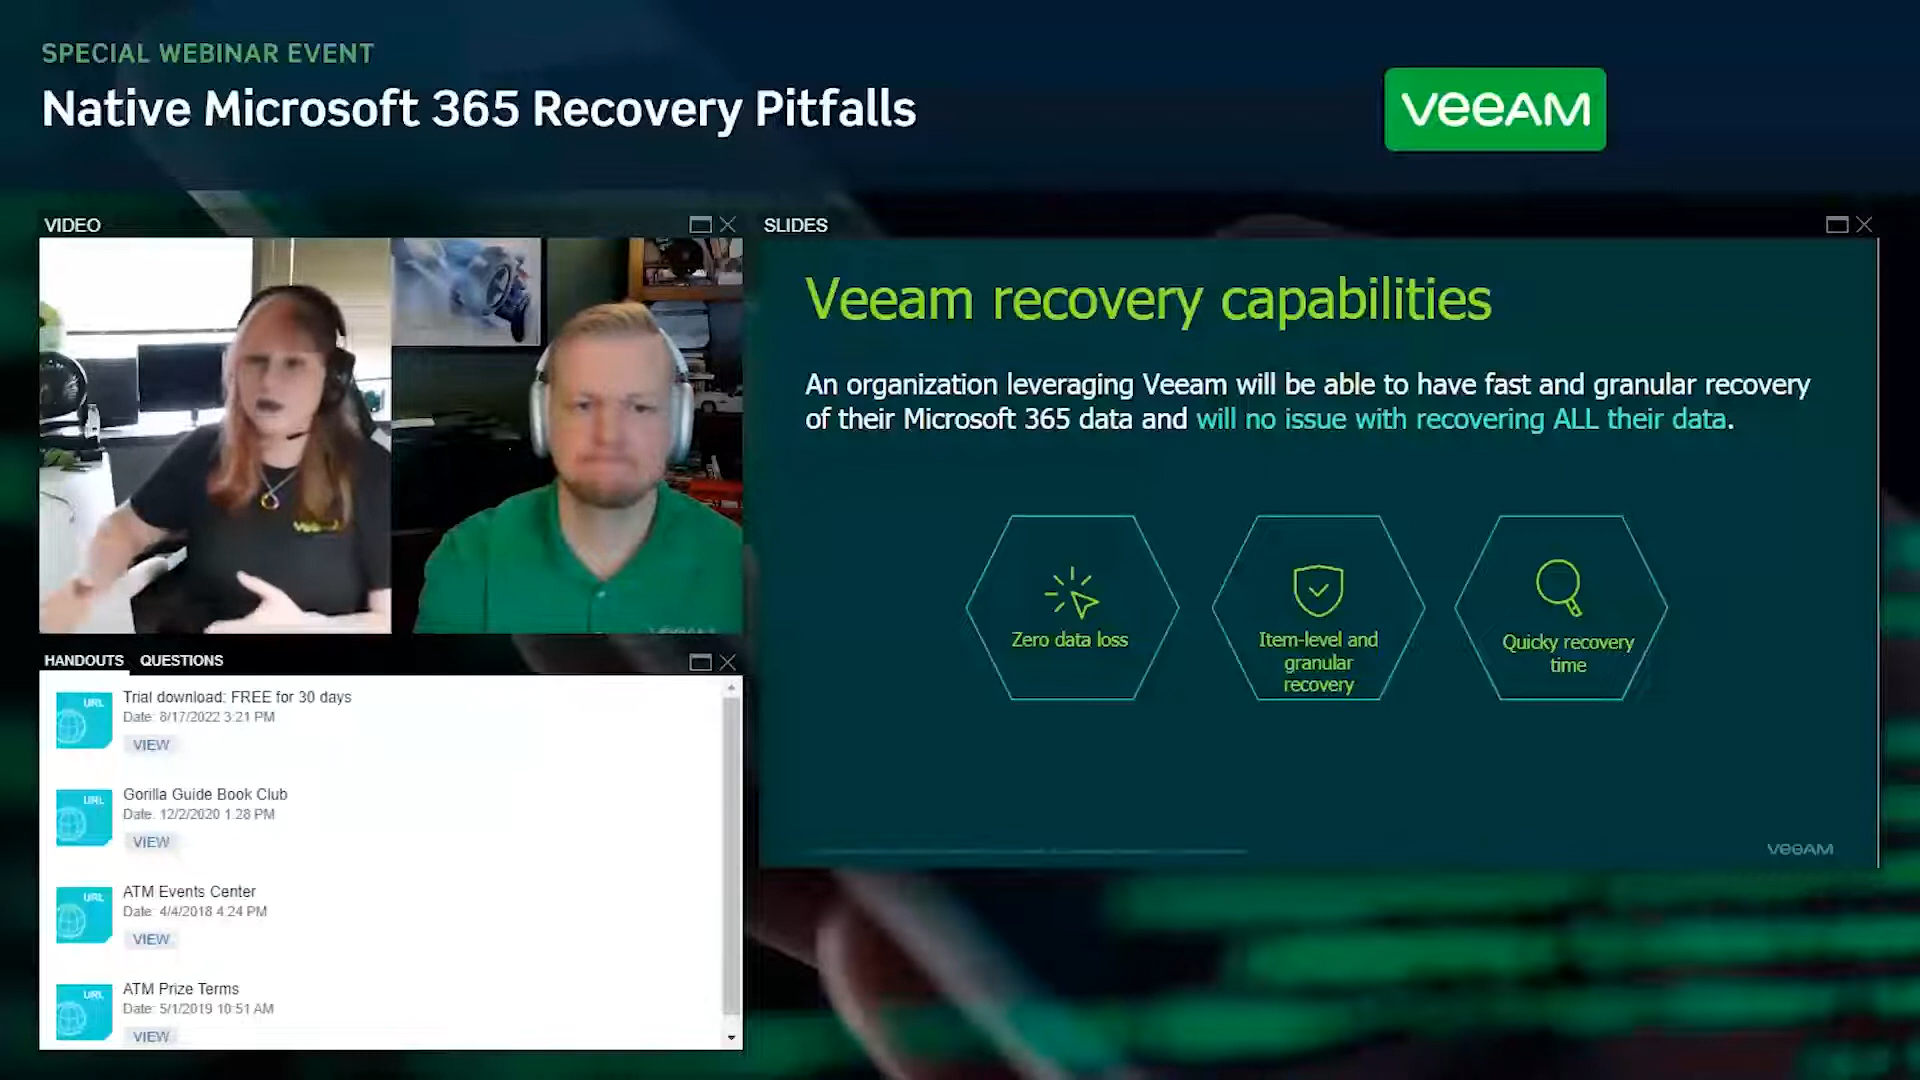 SPECIAL WEBINAR EVENT
Native Microsoft 365 Recovery Pitfalls
veeAM
VIDEO
SLIDES
Veeam recovery capabilities
An organization leveraging Veeam will be able to have fast and granular recovery
of their Microsoft 365 data and will no issue with recovering ALL their data.
Zero data loss
Item-level and
granular
recovery
Quicky recovery
time
veeAM
HANDOUTS QUESTIONS
URL
Trial download: FREE for 30 days
Date: 8/17/2022 3:21 PM
VIEW
URL
Gorilla Guide Book Club
Date: 12/2/2020 1:28 PM
VIEW
URL
ATM Events Center
Date: 4/4/2018 4:24 PM
VIEW
URL
ATM Prize Terms
Date: 5/1/2019 10:51 AM
VIEW